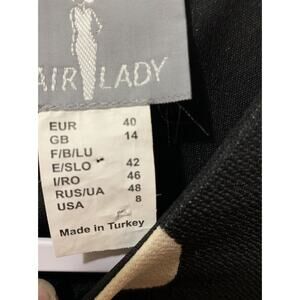 AIR LADY
EUR 40
GB 14
F/B/LU
E/SLO 42
I/RO 46
RUS/UA 48
USA 8
Made in Turkey